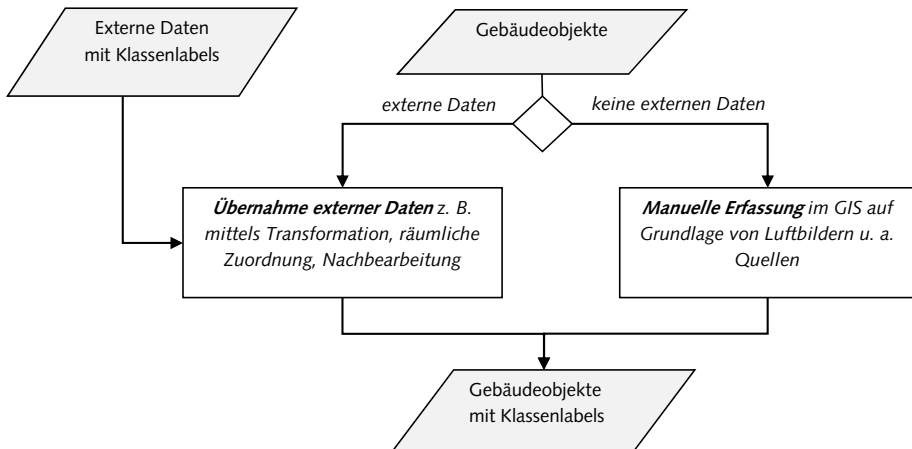 Externe Daten
mit Klassenlabels
Gebäudeobjekte
externe Daten
keine externen Daten
Übernahme externer Daten z. B.
mittels Transformation, räumliche
Zuordnung, Nachbearbeitung
Manuelle Erfassung im GIS auf
Grundlage von Luftbildern u. a.
Quellen
Gebäudeobjekte
mit Klassenlabels